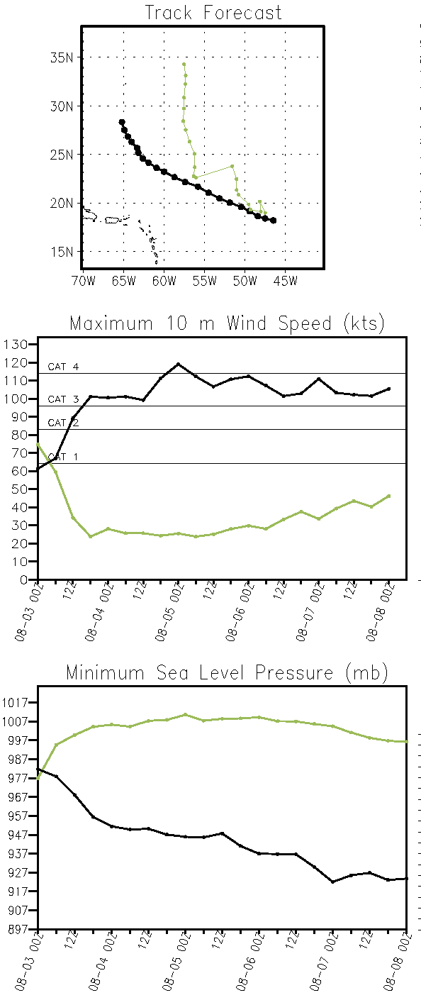 Track Forecast
35N
30N
25N
20N
15N
70W 65W 60W 55W 50W 45W
Maximum 10 m Wind Speed (kts)
130
120
CAT 4
110
100
CAT 3
90
CAT 2
80
70
CAT 1
60
50
40
30
20
10
0
08-03 00Z 12Z 08-04 00Z 12Z 08-05 00Z 12Z 08-06 00Z 12Z 08-07 00Z 12Z 08-08 00Z
Minimum Sea Level Pressure (mb)
1017
1007
997
987
977
967
957
947
937
927
917
907
897
08-03 00Z 12Z 08-04 00Z 12Z 08-05 00Z 12Z 08-06 00Z 12Z 08-07 00Z 12Z 08-08 00Z